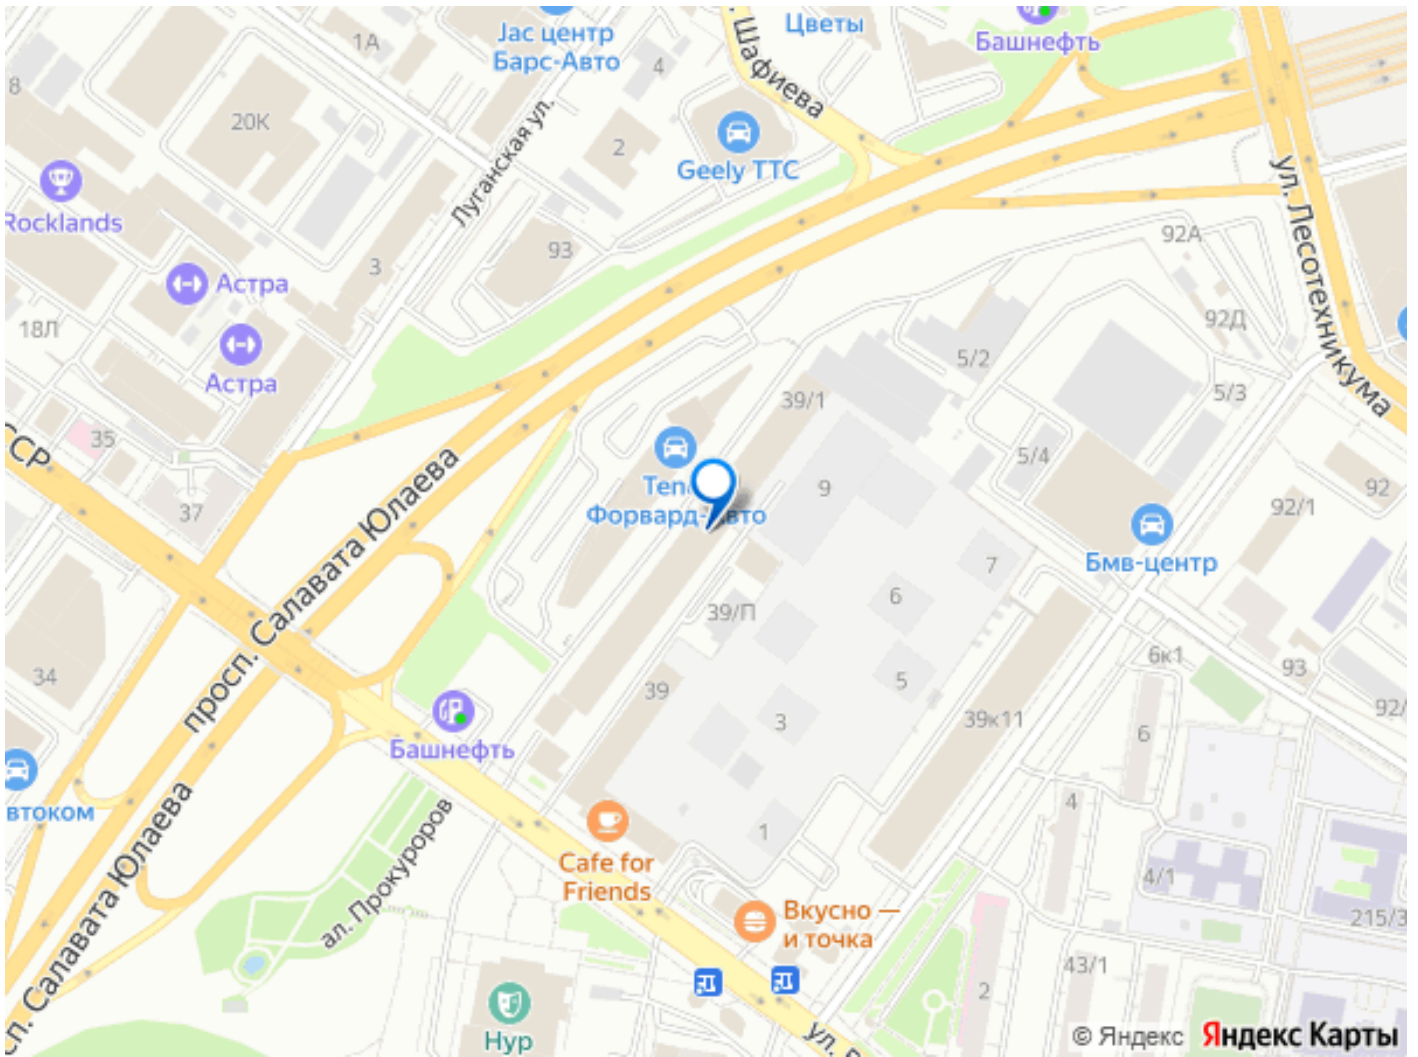 Jac центр
Барс-Авто
1А
4
8
20К
2
Луганская ул.
. Шафиева
Цветы
Башнефть
Geely ТТС
ул. Лесотехникума
Rocklands
93
3
Астра
18Л
Астра
92А
92Д
5/2
5/3
39/1
35
ССР
37
просп. Салавата Юлаева
Форвард-Авто
9
5/4
92
92/1
Бмв-центр
7
6
39/П
5
34
39
3
39к11
6к1
93
92/
6
Башнефть
втоком
ал. Прокуроров
Cafe for
Friends
1
4
4/1
Вкусно —
и точка
215/3
43/1
2
сп. Салавата Юлаева
Нур
ул. Р
© Яндекс Яндекс Карты